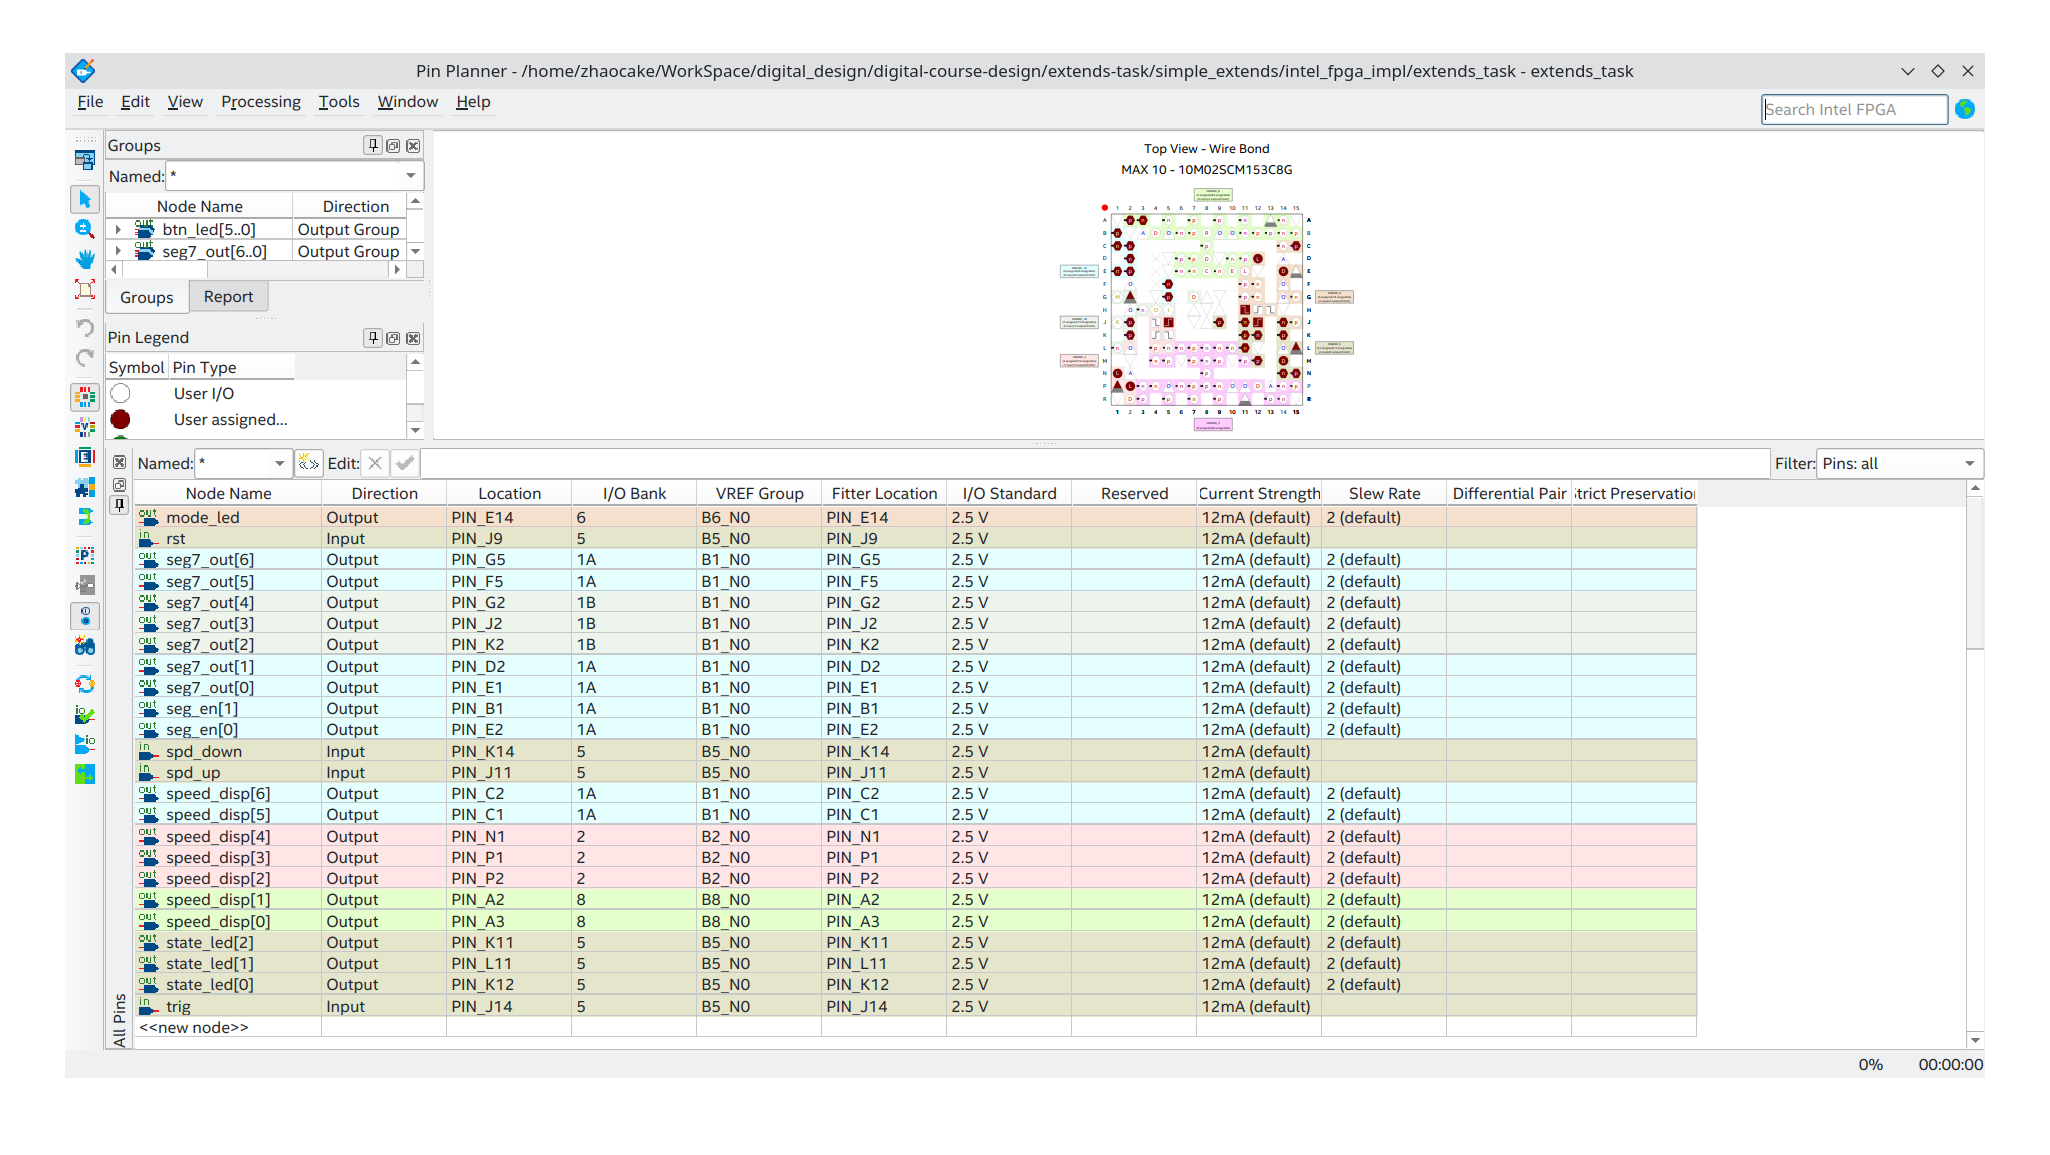 Pin Planner - /home/zhaocake/WorkSpace/digital_design/digital-course-design/extends-task/simple_extends/intel_fpga_impl/extends_task - extends_task
File Edit View Processing Tools Window Help
Search Intel FPGA
Groups
Named: *
Node Name Direction
btn_led[5..0] Output Group
seg7_out[6..0] Output Group
Groups Report
Pin Legend
Symbol Pin Type
User I/O
User assigned...
Top View - Wire Bond
MAX 10 - 10M02SCM153C8G
Named: * Edit: Filter: Pins: all
Node Name Direction Location I/O Bank VREF Group Fitter Location I/O Standard Reserved Current Strength Slew Rate Differential Pair trict Preservation
mode_led Output PIN_E14 6 B6_N0 PIN_E14 2.5 V 12mA (default) 2 (default)
rst Input PIN_J9 5 B5_N0 PIN_J9 2.5 V 12mA (default)
seg7_out[6] Output PIN_G5 1A B1_N0 PIN_G5 2.5 V 12mA (default) 2 (default)
seg7_out[5] Output PIN_F5 1A B1_N0 PIN_F5 2.5 V 12mA (default) 2 (default)
seg7_out[4] Output PIN_G2 1B B1_N0 PIN_G2 2.5 V 12mA (default) 2 (default)
seg7_out[3] Output PIN_J2 1B B1_N0 PIN_J2 2.5 V 12mA (default) 2 (default)
seg7_out[2] Output PIN_K2 1B B1_N0 PIN_K2 2.5 V 12mA (default) 2 (default)
seg7_out[1] Output PIN_D2 1A B1_N0 PIN_D2 2.5 V 12mA (default) 2 (default)
seg7_out[0] Output PIN_E1 1A B1_N0 PIN_E1 2.5 V 12mA (default) 2 (default)
seg_en[1] Output PIN_B1 1A B1_N0 PIN_B1 2.5 V 12mA (default) 2 (default)
seg_en[0] Output PIN_E2 1A B1_N0 PIN_E2 2.5 V 12mA (default) 2 (default)
spd_down Input PIN_K14 5 B5_N0 PIN_K14 2.5 V 12mA (default)
spd_up Input PIN_J11 5 B5_N0 PIN_J11 2.5 V 12mA (default)
speed_disp[6] Output PIN_C2 1A B1_N0 PIN_C2 2.5 V 12mA (default) 2 (default)
speed_disp[5] Output PIN_C1 1A B1_N0 PIN_C1 2.5 V 12mA (default) 2 (default)
speed_disp[4] Output PIN_N1 2 B2_N0 PIN_N1 2.5 V 12mA (default) 2 (default)
speed_disp[3] Output PIN_P1 2 B2_N0 PIN_P1 2.5 V 12mA (default) 2 (default)
speed_disp[2] Output PIN_P2 2 B2_N0 PIN_P2 2.5 V 12mA (default) 2 (default)
speed_disp[1] Output PIN_A2 8 B8_N0 PIN_A2 2.5 V 12mA (default) 2 (default)
speed_disp[0] Output PIN_A3 8 B8_N0 PIN_A3 2.5 V 12mA (default) 2 (default)
state_led[2] Output PIN_K11 5 B5_N0 PIN_K11 2.5 V 12mA (default) 2 (default)
state_led[1] Output PIN_L11 5 B5_N0 PIN_L11 2.5 V 12mA (default) 2 (default)
state_led[0] Output PIN_K12 5 B5_N0 PIN_K12 2.5 V 12mA (default) 2 (default)
trig Input PIN_J14 5 B5_N0 PIN_J14 2.5 V 12mA (default)
<<new node>>
All Pins
0% 00:00:00